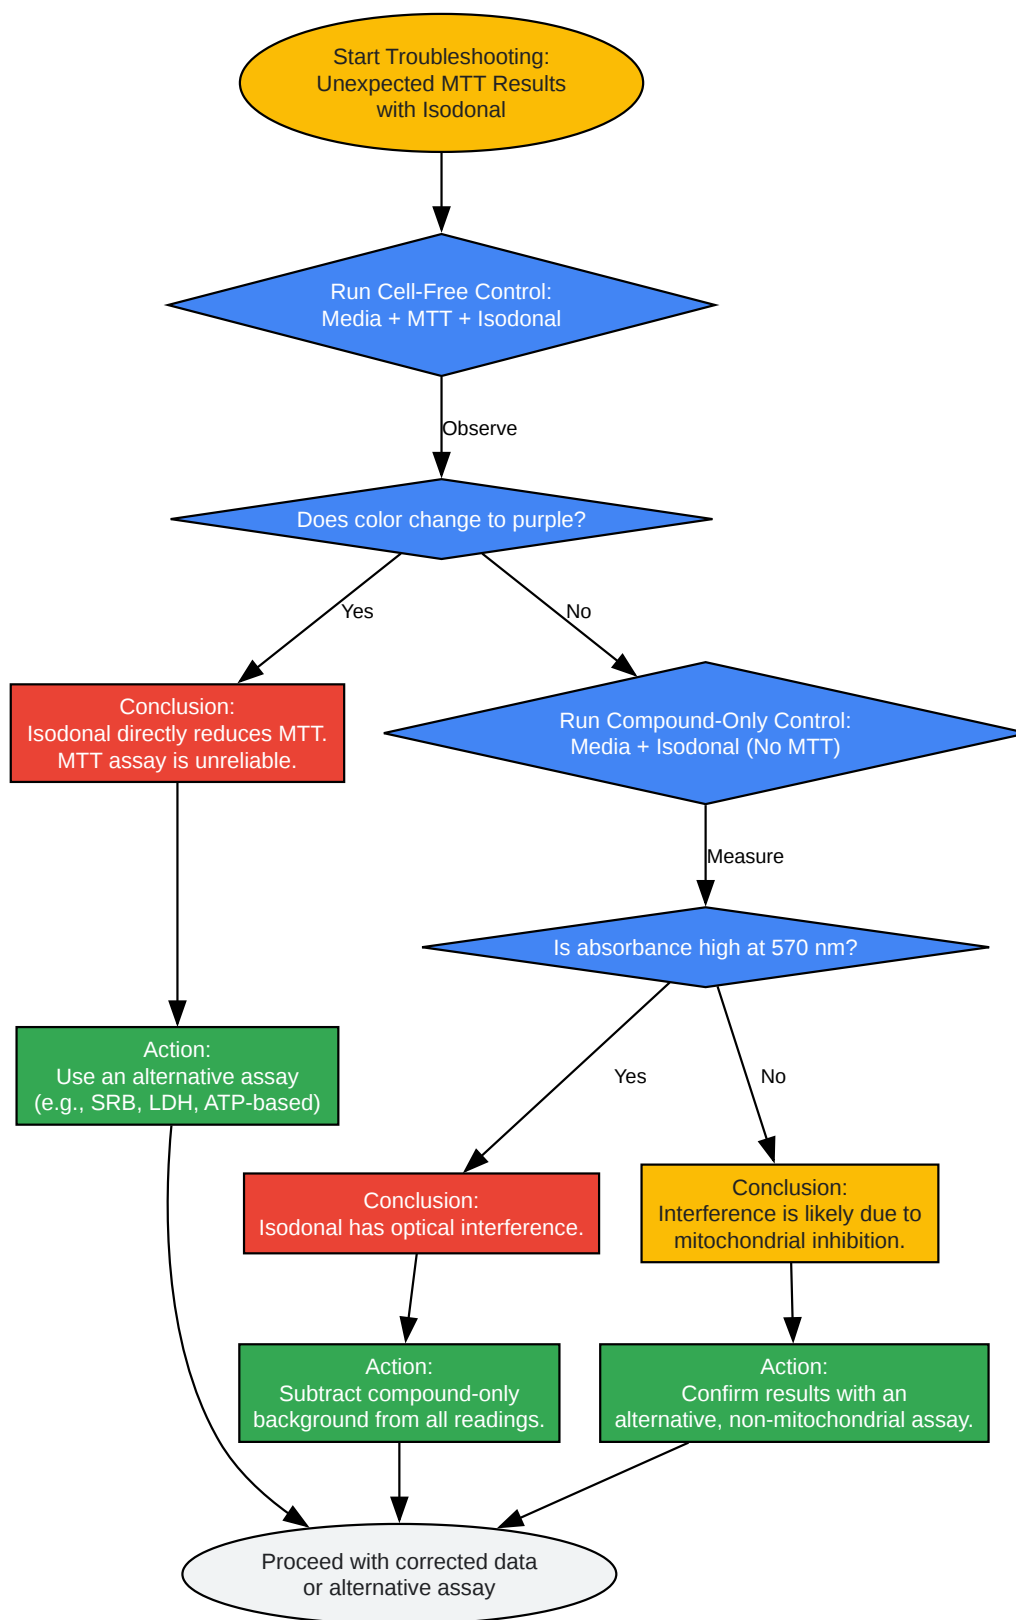 Start Troubleshooting:
Unexpected MTT Results
with Isodonal
Run Cell-Free Control:
Media + MTT + Isodonal
Observe
Does color change to purple?
Yes
No
Conclusion:
Isodonal directly reduces MTT.
MTT assay is unreliable.
Run Compound-Only Control:
Media + Isodonal (No MTT)
Measure
Is absorbance high at 570 nm?
Action:
Use an alternative assay
(e.g., SRB, LDH, ATP-based)
Yes
No
Conclusion:
Isodonal has optical interference.
Conclusion:
Interference is likely due to
mitochondrial inhibition.
Action:
Subtract compound-only
background from all readings.
Action:
Confirm results with an
alternative, non-mitochondrial assay.
Proceed with corrected data
or alternative assay